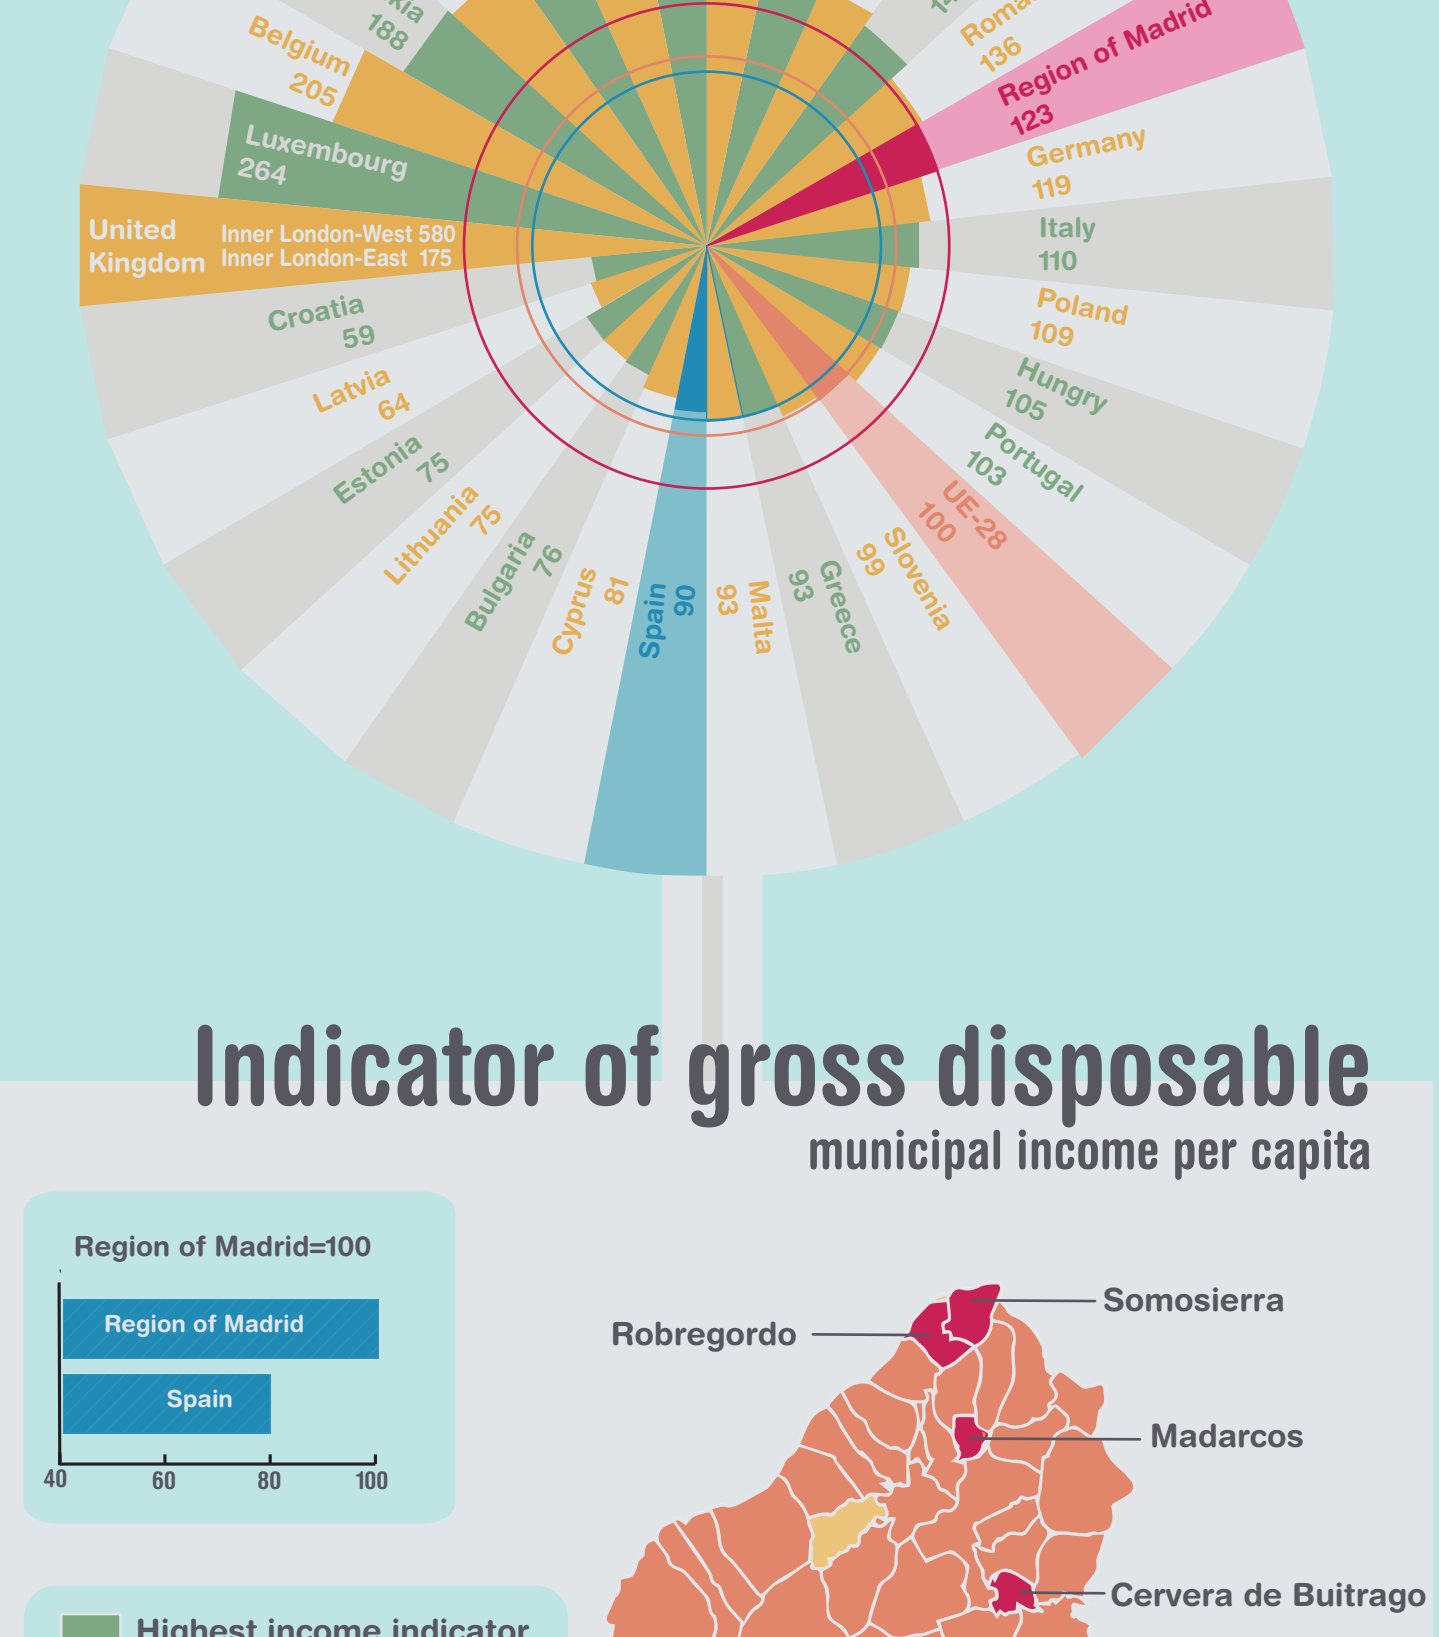 188
Belgium
205
Luxembourg
264
United
Kingdom
Inner London-West 580
Inner London-East 175
Croatia
59
Latvia
64
Estonia
75
Lithuania
75
Bulgaria
76
Cyprus
81
Spain
90
Malta
93
Greece
93
Slovenia
99
UE-28
100
Portugal
103
Hungry
105
Poland
109
Italy
110
Germany
119
Region of Madrid
123
136
Indicator of gross disposable
municipal income per capita
Region of Madrid=100
Region of Madrid
Spain
40 60 80 100
Somosierra
Robregordo
Madarcos
Cervera de Buitrago
Highest income indicator